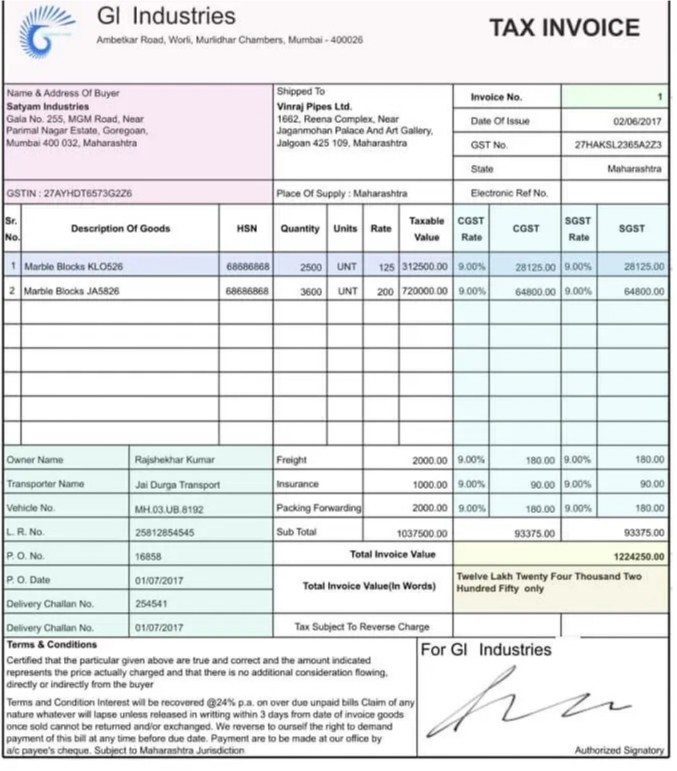 GI Industries
TAX INVOICE
Ambetkar Road, Worli, Murlidhar Chambers, Mumbai - 400026
Name & Address Of Buyer
Satyam Industries
Gala No. 255, MGM Road, Near
Parimal Nagar Estate, Goregoan,
Mumbai 400 032, Maharashtra
GSTIN : 27AYHDT6573G2Z6
Shipped To
Vinraj Pipes Ltd.
1662, Reena Complex, Near
Jaganmohan Palace And Art Gallery,
Jalgoan 425 109, Maharashtra
Place Of Supply : Maharashtra
Invoice No. 1
Date Of Issue 02/06/2017
GST No. 27HAKSL2365A2Z3
State Maharashtra
Electronic Ref No.
Sr. No. Description Of Goods HSN Quantity Units Rate Taxable Value CGST Rate CGST SGST Rate SGST
1 Marble Blocks KLO526 68686868 2500 UNT 125 312500.00 9.00% 28125.00 9.00% 28125.00
2 Marble Blocks JA5826 68686868 3600 UNT 200 720000.00 9.00% 64800.00 9.00% 64800.00
Owner Name Rajshekhar Kumar Freight 2000.00 9.00% 180.00 9.00% 180.00
Transporter Name Jai Durga Transport Insurance 1000.00 9.00% 90.00 9.00% 90.00
Vehicle No. MH.03.UB.8192 Packing Forwarding 2000.00 9.00% 180.00 9.00% 180.00
L. R. No. 25812854545 Sub Total 1037500.00 93375.00 93375.00
P. O. No. 16858 Total Invoice Value 1224250.00
P. O. Date 01/07/2017 Total Invoice Value(In Words) Twelve Lakh Twenty Four Thousand Two
Hundred Fifty only
Delivery Challan No. 254541
Delivery Challan No. 01/07/2017 Tax Subject To Reverse Charge
Terms & Conditions
Certified that the particular given above are true and correct and the amount indicated
represents the price actually charged and that there is no additional consideration flowing,
directly or indirectly from the buyer
Terms and Condition Interest will be recovered @24% p.a. on over due unpaid bills Claim of any
nature whatever will lapse unless released in writting within 3 days from date of invoice goods
once sold cannot be returned and/or exchanged. We reverse to ourself the right to demand
payment of this bill at any time before due date. Payment are to be made at our office by
a/c payee's cheque. Subject to Maharashtra Jurisdiction
For GI Industries
Authorized Signatory